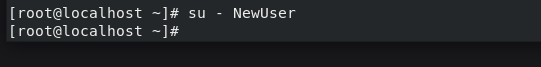 [root@localhost ~]# su - NewUser
[root@localhost ~]#